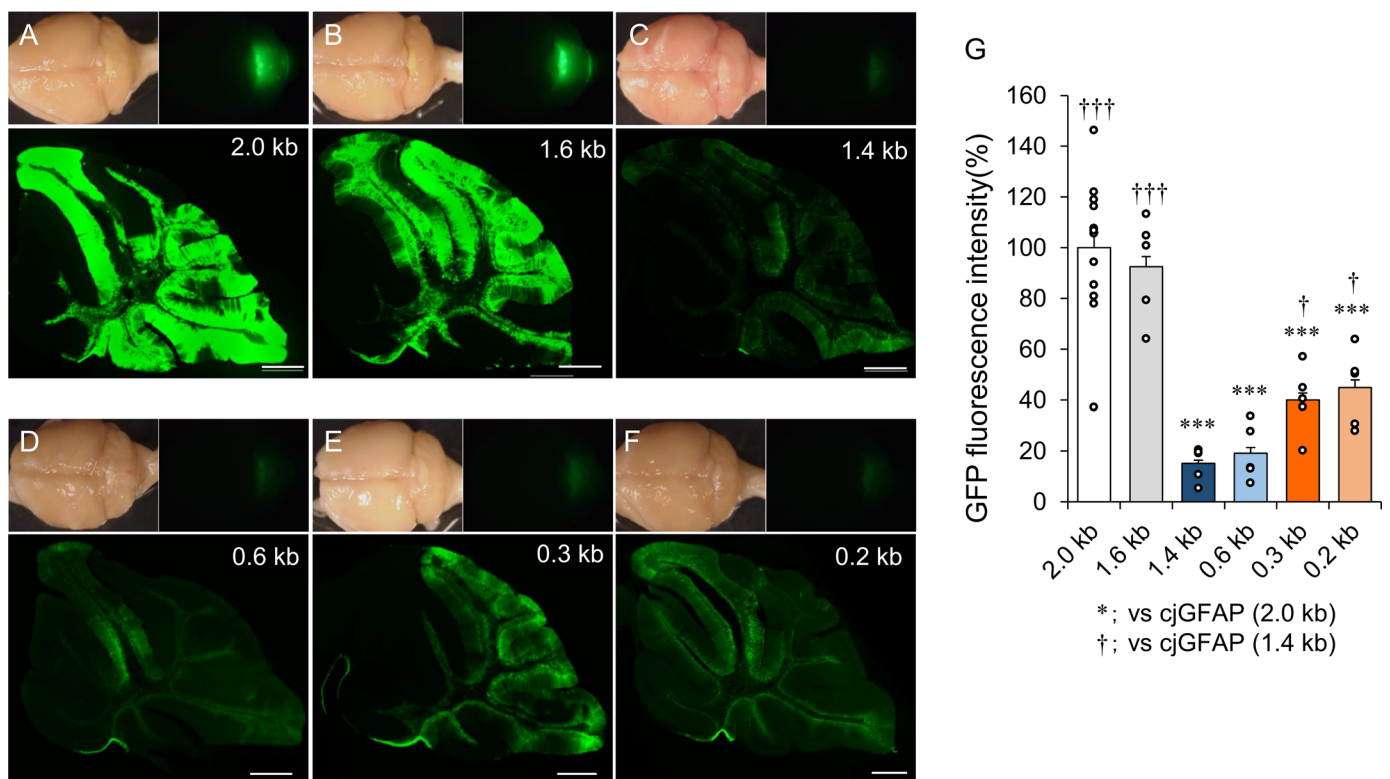 A
B
C
2.0 kb
1.6 kb
1.4 kb
D
E
F
0.6 kb
0.3 kb
0.2 kb
G
GFP fluorescence intensity(%)
160
140
120
100
80
60
40
20
0
†††
†††
***
***
†
***
†
***
2.0 kb
1.6 kb
1.4 kb
0.6 kb
0.3 kb
0.2 kb
*; vs cjGFAP (2.0 kb)
†; vs cjGFAP (1.4 kb)